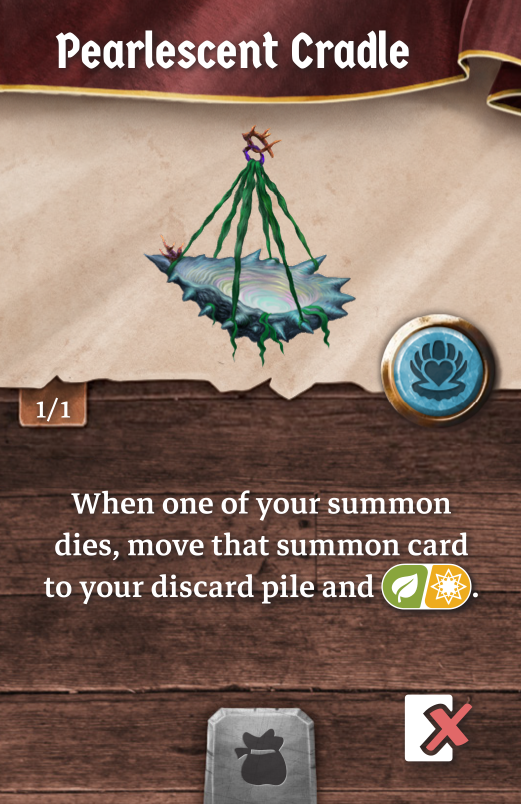 Pearlescent Cradle
1/1
When one of your summon
dies, move that summon card
to your discard pile and .